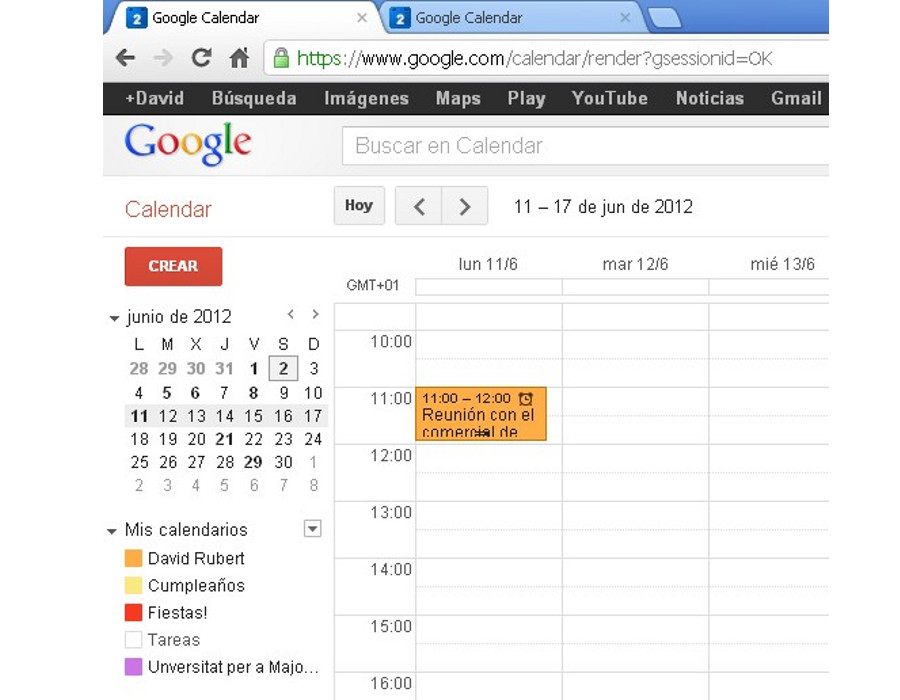 2 Google Calendar × 2 Google Calendar ×
https://www.google.com/calendar/render?gsessionid=OK
+David Búsqueda Imágenes Maps Play YouTube Noticias Gmail
Google Buscar en Calendar
Calendar Hoy 11 – 17 de jun de 2012
CREAR
junio de 2012
L M X J V S D
28 29 30 31 1 2 3
4 5 6 7 8 9 10
11 12 13 14 15 16 17
18 19 20 21 22 23 24
25 26 27 28 29 30 1
2 3 4 5 6 7 8
Mis calendarios
David Rubert
Cumpleaños
Fiestas!
Tareas
Unversitat per a Majo...
lun 11/6 mar 12/6 mié 13/6
GMT+01
10:00
11:00
11:00 – 12:00
Reunión con el
comercial de
12:00
13:00
14:00
15:00
16:00